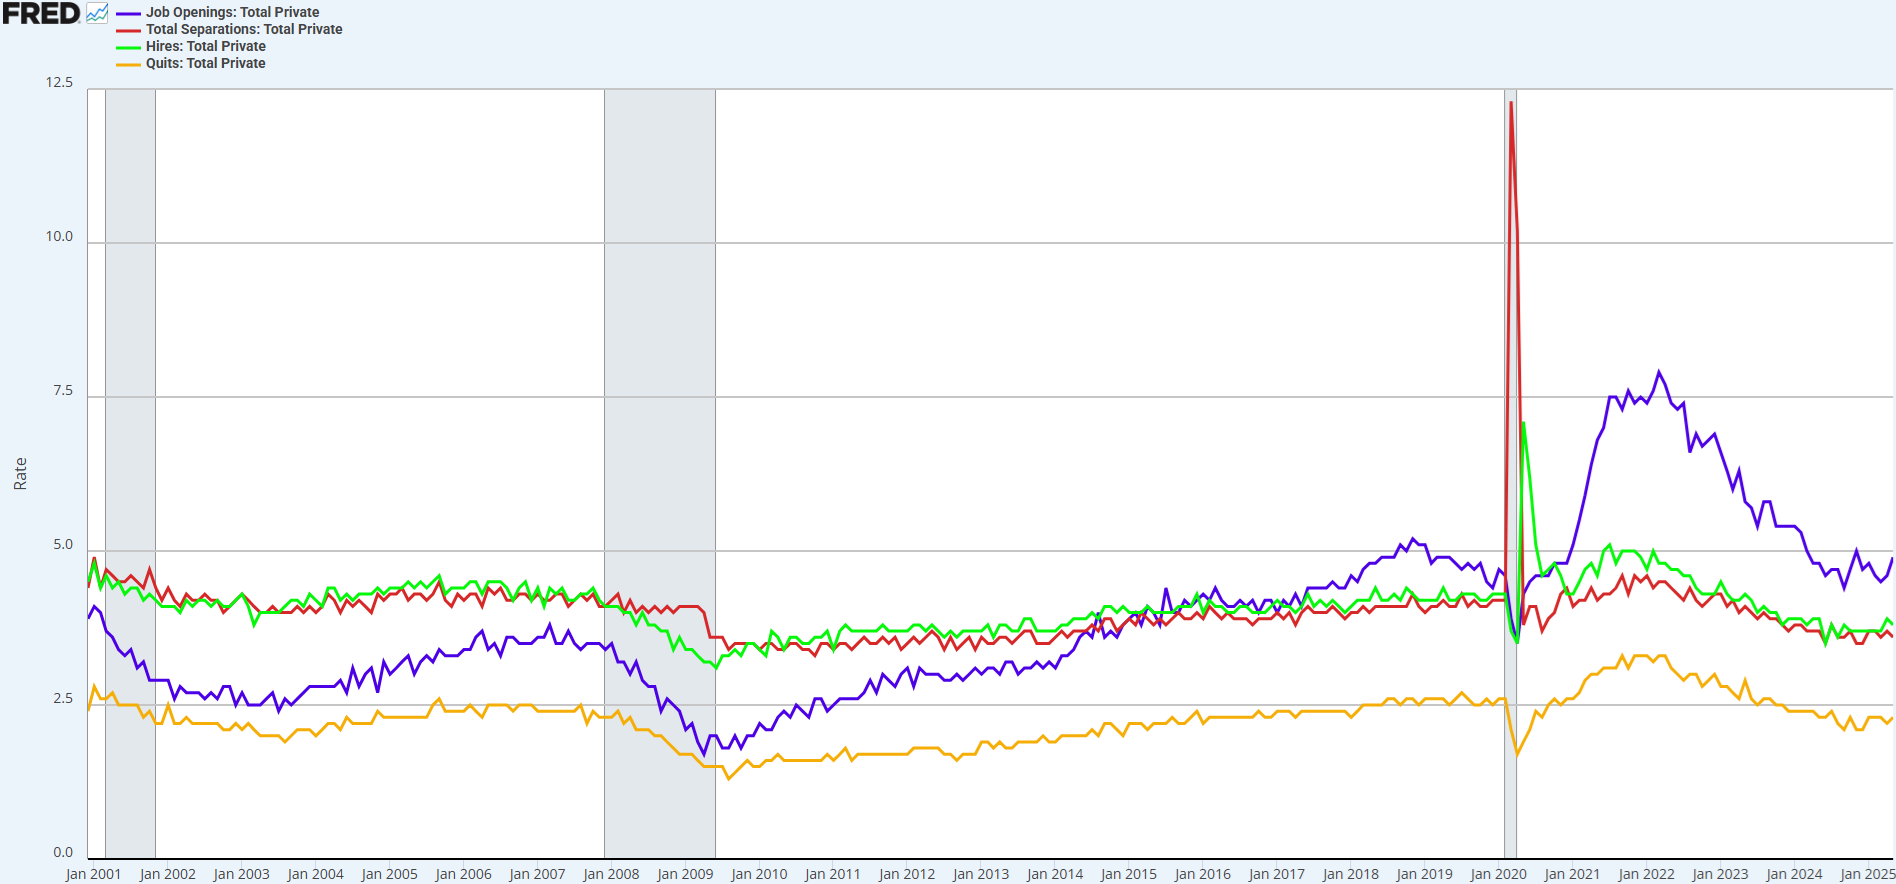 FRED
Job Openings: Total Private
Total Separations: Total Private
Hires: Total Private
Quits: Total Private
12.5
10.0
7.5
5.0
2.5
0.0
Rate
Jan 2001 Jan 2002 Jan 2003 Jan 2004 Jan 2005 Jan 2006 Jan 2007 Jan 2008 Jan 2009 Jan 2010 Jan 2011 Jan 2012 Jan 2013 Jan 2014 Jan 2015 Jan 2016 Jan 2017 Jan 2018 Jan 2019 Jan 2020 Jan 2021 Jan 2022 Jan 2023 Jan 2024 Jan 2025